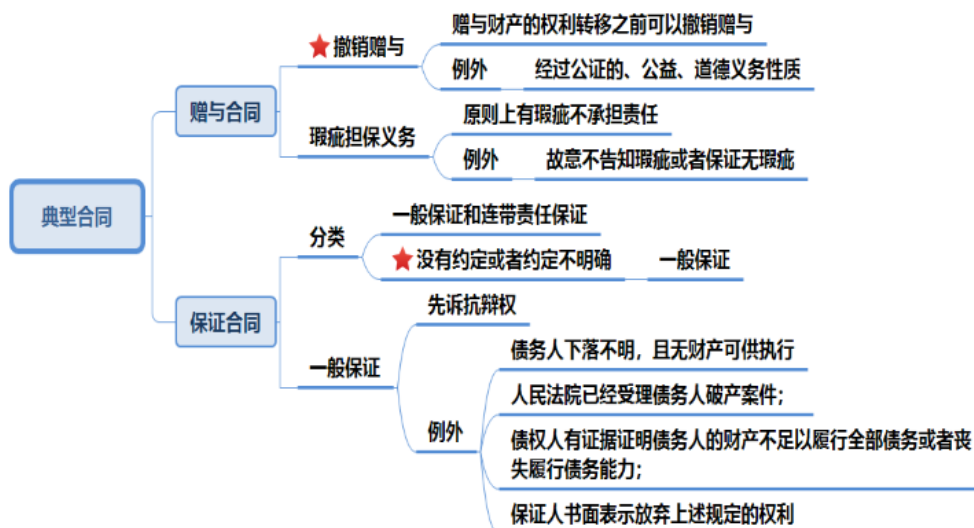 典型合同
赠与合同
撤销赠与
赠与财产的权利转移之前可以撤销赠与
例外
经过公证的、公益、道德义务性质
瑕疵担保义务
原则上有瑕疵不承担责任
例外
故意不告知瑕疵或者保证无瑕疵
保证合同
分类
一般保证和连带责任保证
没有约定或者约定不明确
一般保证
一般保证
先诉抗辩权
例外
债务人下落不明，且无财产可供执行
人民法院已经受理债务人破产案件；
债权人有证据证明债务人的财产不足以履行全部债务或者丧
失履行债务能力；
保证人书面表示放弃上述规定的权利